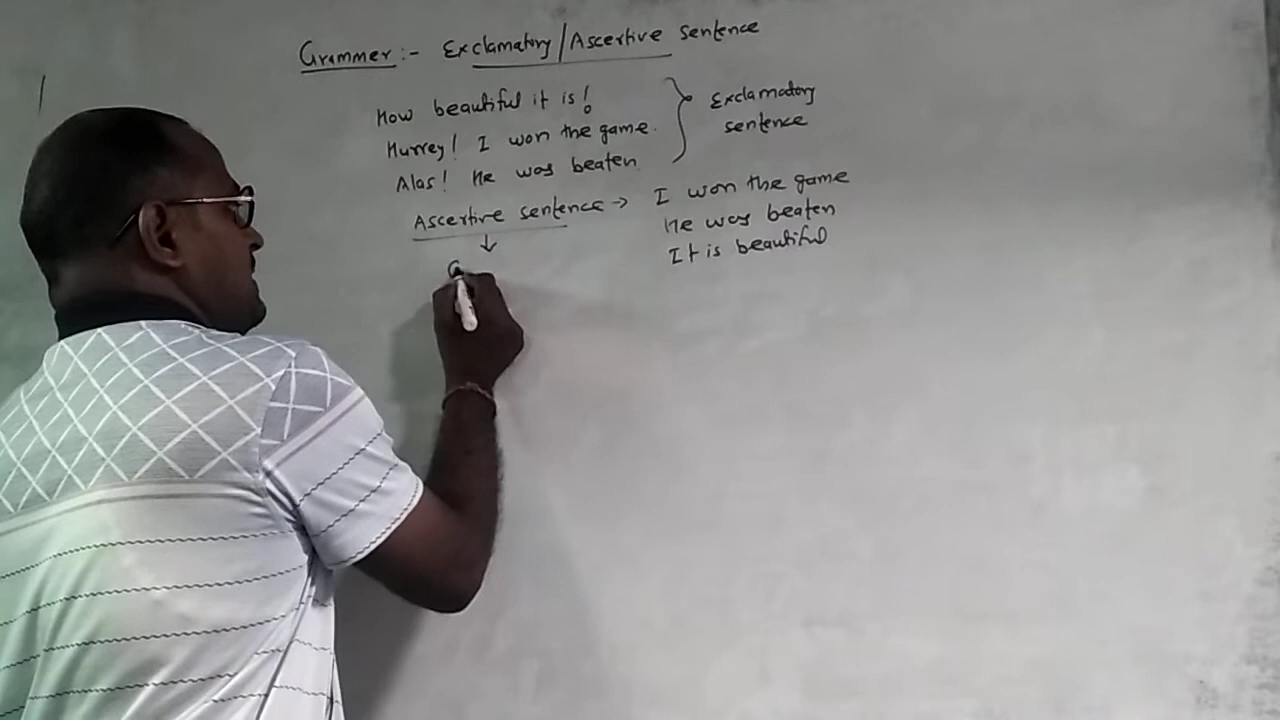 Grammer :- Exclamatory / Ascertive sentence
How beautiful it is!
Hurrey! I won the game.
Alas! He was beaten.
} Exclamatory
sentence
Ascertive sentence → I won the game
He was beaten
It is beautiful
↓